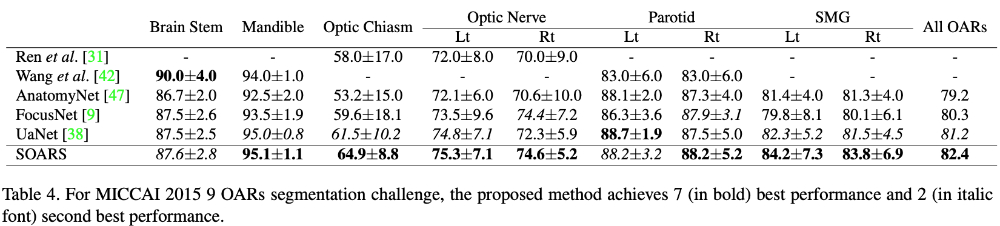 Brain Stem Mandible Optic Chiasm Optic Nerve Parotid SMG All OARs
Lt Rt Lt Rt Lt Rt
Ren et al. [31] - - 58.0±17.0 72.0±8.0 70.0±9.0 - - - - -
Wang et al. [42] 90.0±4.0 94.0±1.0 - - - 83.0±6.0 83.0±6.0 - - -
AnatomyNet [47] 86.7±2.0 92.5±2.0 53.2±15.0 72.1±6.0 70.6±10.0 88.1±2.0 87.3±4.0 81.4±4.0 81.3±4.0 79.2
FocusNet [9] 87.5±2.6 93.5±1.9 59.6±18.1 73.5±9.6 74.4±7.2 86.3±3.6 87.9±3.1 79.8±8.1 80.1±6.1 80.3
UaNet [38] 87.5±2.5 95.0±0.8 61.5±10.2 74.8±7.1 72.3±5.9 88.7±1.9 87.5±5.0 82.3±5.2 81.5±4.5 81.2
SOARS 87.6±2.8 95.1±1.1 64.9±8.8 75.3±7.1 74.6±5.2 88.2±3.2 88.2±5.2 84.2±7.3 83.8±6.9 82.4
Table 4. For MICCAI 2015 9 OARs segmentation challenge, the proposed method achieves 7 (in bold) best performance and 2 (in italic
font) second best performance.